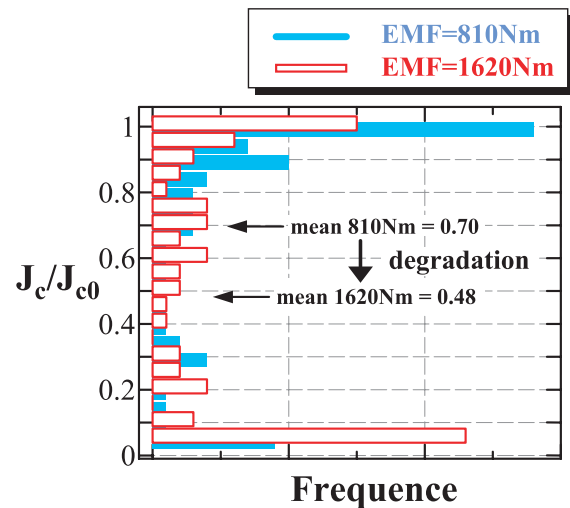 EMF=810Nm
EMF=1620Nm
1
0.8
mean 810Nm = 0.70
0.6
degradation
Jc/Jc0
mean 1620Nm = 0.48
0.4
0.2
0
Frequence